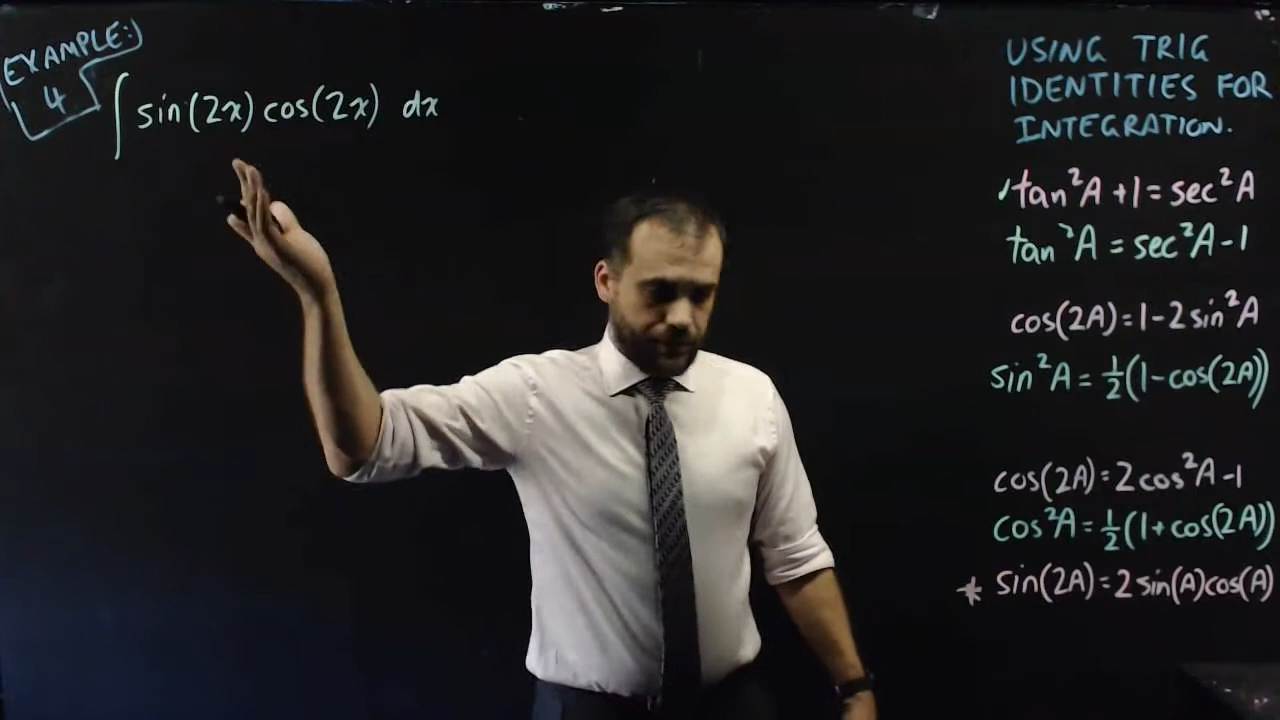 EXAMPLE:
4
∫ sin(2x) cos(2x) dx
USING TRIG
IDENTITIES FOR
INTEGRATION.
✓tan²A + 1 = sec²A
tan²A = sec²A - 1
cos(2A) = 1 - 2 sin²A
sin²A = ½(1 - cos(2A))
cos(2A) = 2cos²A - 1
cos²A = ½(1 + cos(2A))
* sin(2A) = 2 sin(A)cos(A)